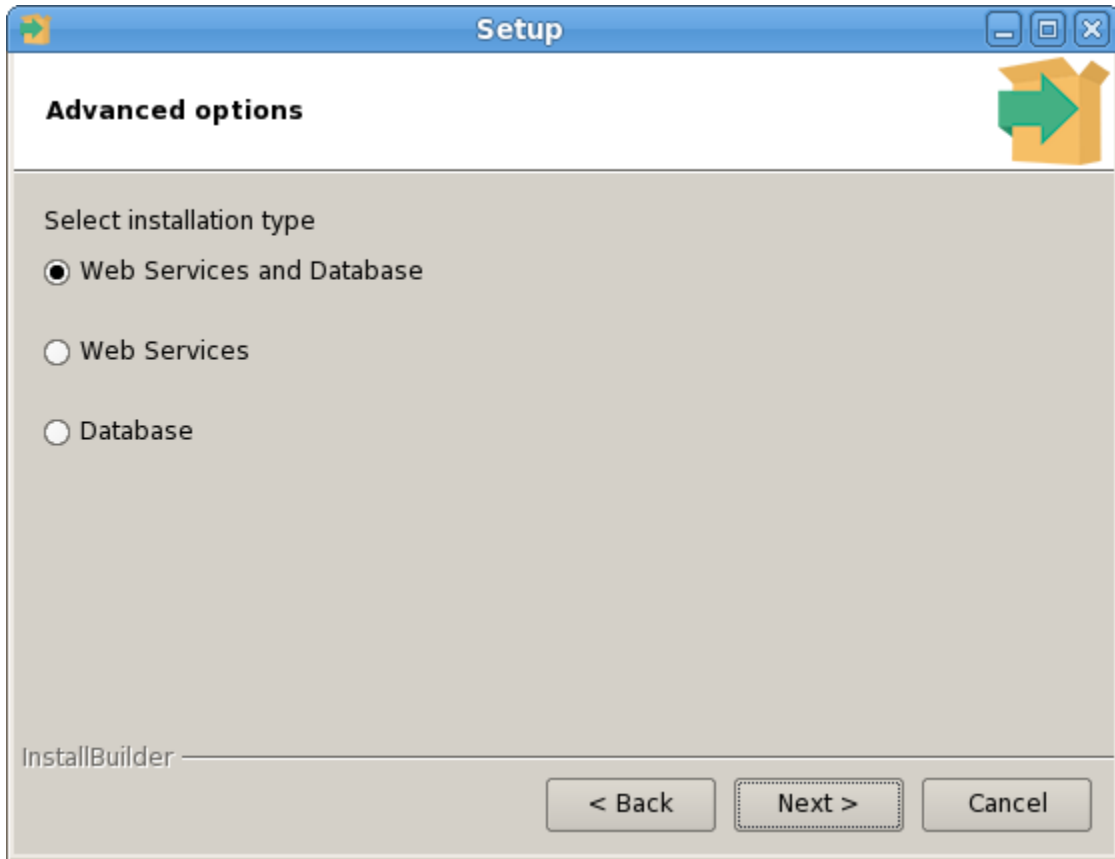 Setup
Advanced options
Select installation type
Web Services and Database
Web Services
Database
InstallBuilder
< Back
Next >
Cancel